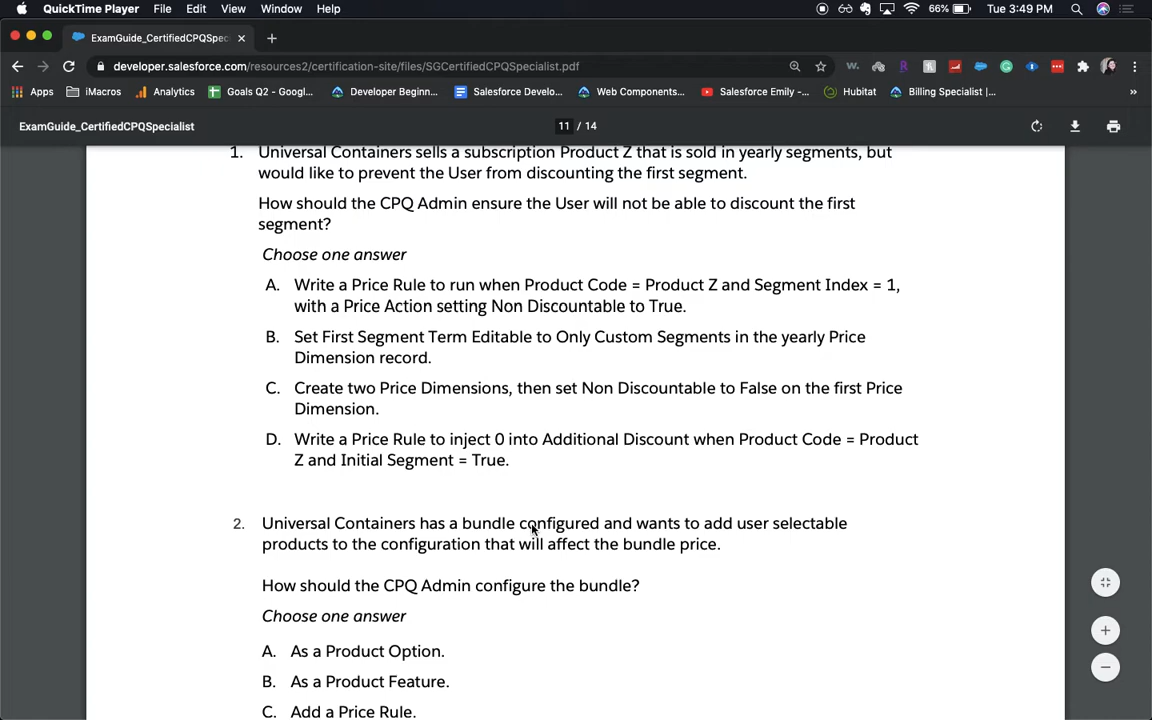 QuickTime Player File Edit View Window Help 66% Tue 3:49 PM
ExamGuide_CertifiedCPQSpec
developer.salesforce.com/resources2/certification-site/files/SGCertifiedCPQSpecialist.pdf
Apps iMacros Analytics Goals Q2 - Googl... Developer Beginn... Salesforce Develo... Web Components... Salesforce Emily -... Hubitat Billing Specialist |... »
ExamGuide_CertifiedCPQSpecialist 11 / 14
1. Universal Containers sells a subscription Product Z that is sold in yearly segments, but
would like to prevent the User from discounting the first segment.
How should the CPQ Admin ensure the User will not be able to discount the first
segment?
Choose one answer
A. Write a Price Rule to run when Product Code = Product Z and Segment Index = 1,
with a Price Action setting Non Discountable to True.
B. Set First Segment Term Editable to Only Custom Segments in the yearly Price
Dimension record.
C. Create two Price Dimensions, then set Non Discountable to False on the first Price
Dimension.
D. Write a Price Rule to inject 0 into Additional Discount when Product Code = Product
Z and Initial Segment = True.
2. Universal Containers has a bundle configured and wants to add user selectable
products to the configuration that will affect the bundle price.
How should the CPQ Admin configure the bundle?
Choose one answer
A. As a Product Option.
B. As a Product Feature.
C. Add a Price Rule.